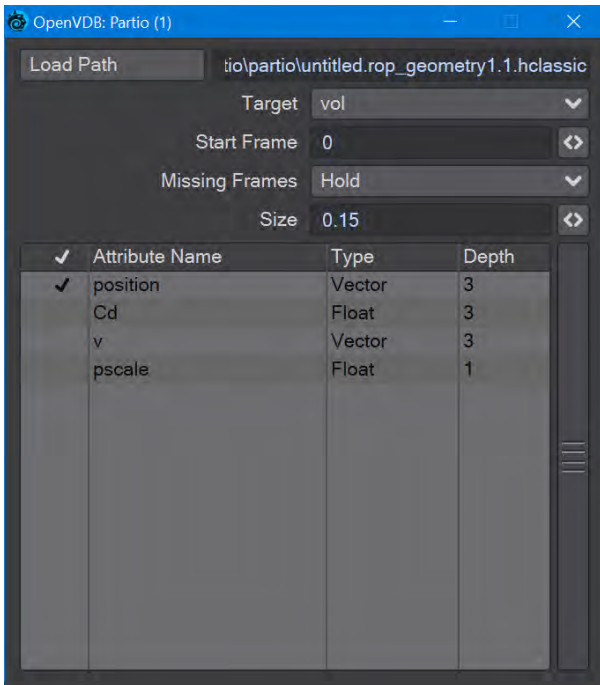 OpenVDB: Partio (1)
Load Path tio\partio\untitled.rop_geometry1.1.hclassic
Target vol
Start Frame 0
Missing Frames Hold
Size 0.15
Attribute Name Type Depth
position Vector 3
Cd Float 3
v Vector 3
pscale Float 1